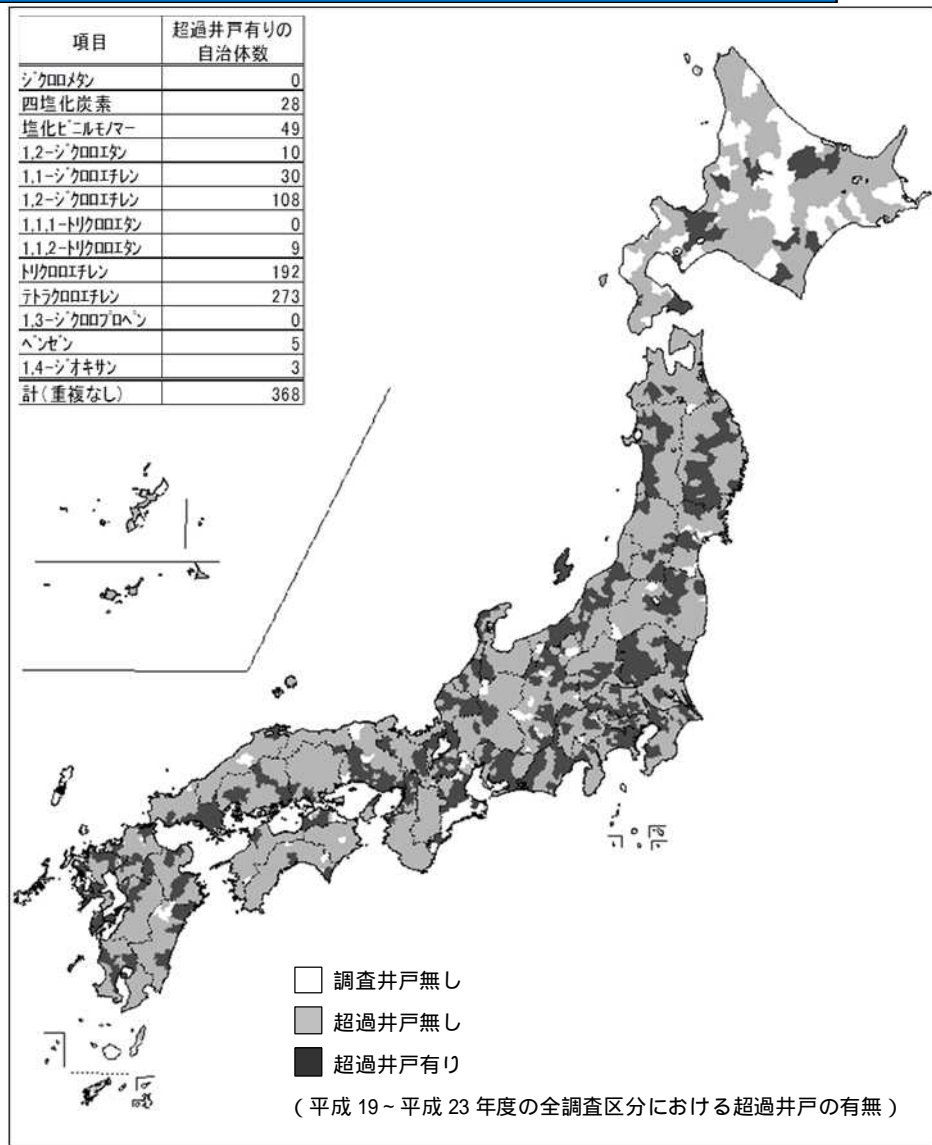 項目 超過井戸有りの自治体数
ジクロロメタン 0
四塩化炭素 28
塩化ビニルモノマー 49
1,2-ジクロロエタン 10
1,1-ジクロロエチレン 30
1,2-ジクロロエチレン 108
1,1,1-トリクロロエタン 0
1,1,2-トリクロロエタン 9
トリクロロエチレン 192
テトラクロロエチレン 273
1,3-ジクロロプロペン 0
ベンゼン 5
1,4-ジオキサン 3
計(重複なし) 368
調査井戸無し
超過井戸無し
超過井戸有り
(平成 19~平成 23 年度の全調査区分における超過井戸の有無)